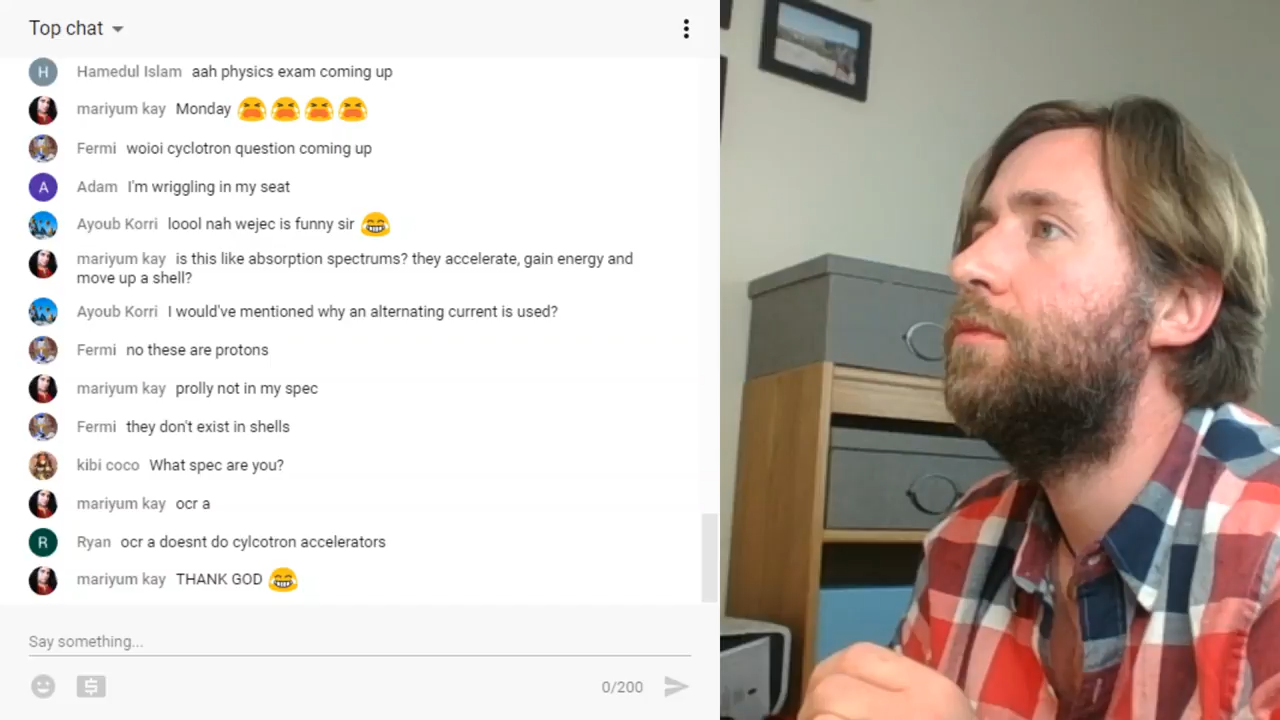 Top chat
H Hamedul Islam aah physics exam coming up
mariyum kay Monday 😫😫😫😫
Fermi woioi cyclotron question coming up
A Adam I'm wriggling in my seat
Ayoub Korri loool nah wejec is funny sir 😂
mariyum kay is this like absorption spectrums? they accelerate, gain energy and
move up a shell?
Ayoub Korri I would've mentioned why an alternating current is used?
Fermi no these are protons
mariyum kay prolly not in my spec
Fermi they don't exist in shells
kibi coco What spec are you?
mariyum kay ocr a
R Ryan ocr a doesnt do cylcotron accelerators
mariyum kay THANK GOD 😂
Say something...
$ 0/200